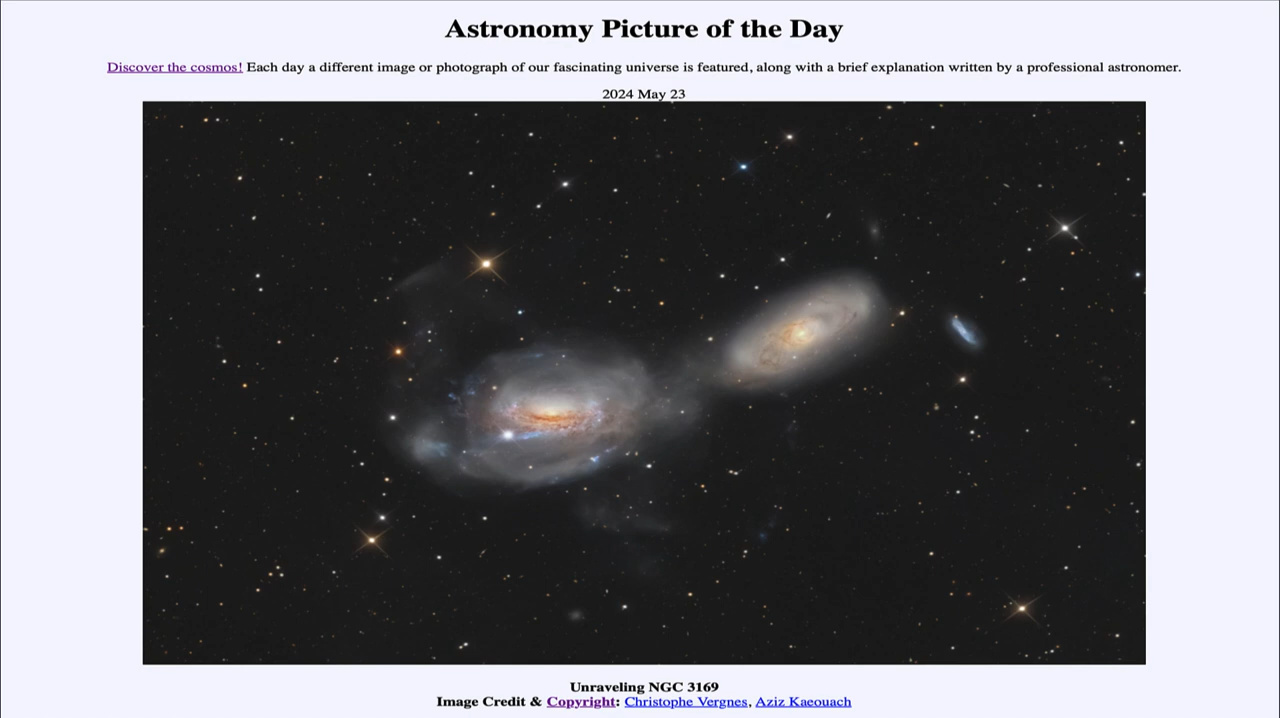 Astronomy Picture of the Day
Discover the cosmos! Each day a different image or photograph of our fascinating universe is featured, along with a brief explanation written by a professional astronomer.
2024 May 23
Unraveling NGC 3169
Image Credit & Copyright: Christophe Vergnes, Aziz Kaeouach